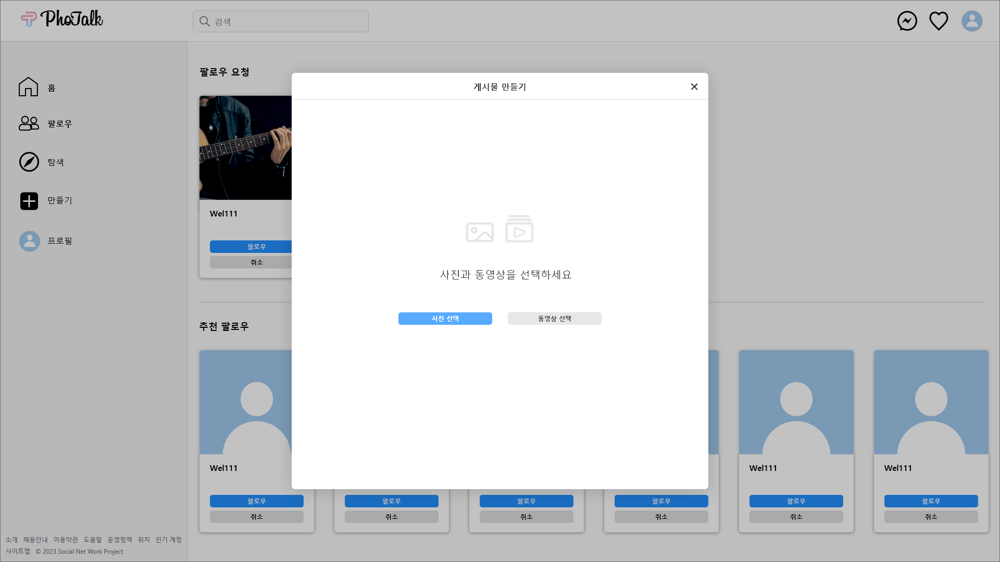 PhoTalk
검색
홈
팔로우
탐색
만들기
프로필
팔로우 요청
Wel111
팔로우
취소
게시물 만들기
사진과 동영상을 선택하세요
사진 선택
동영상 선택
추천 팔로우
Wel111
Wel111
Wel111
팔로우
팔로우
팔로우
팔로우
팔로우
팔로우
취소
취소
취소
취소
취소
취소
소개 채용안내 이용약관 도움말 운영정책 위치 인기 계정
사이트맵 © 2023 Social Net Work Project